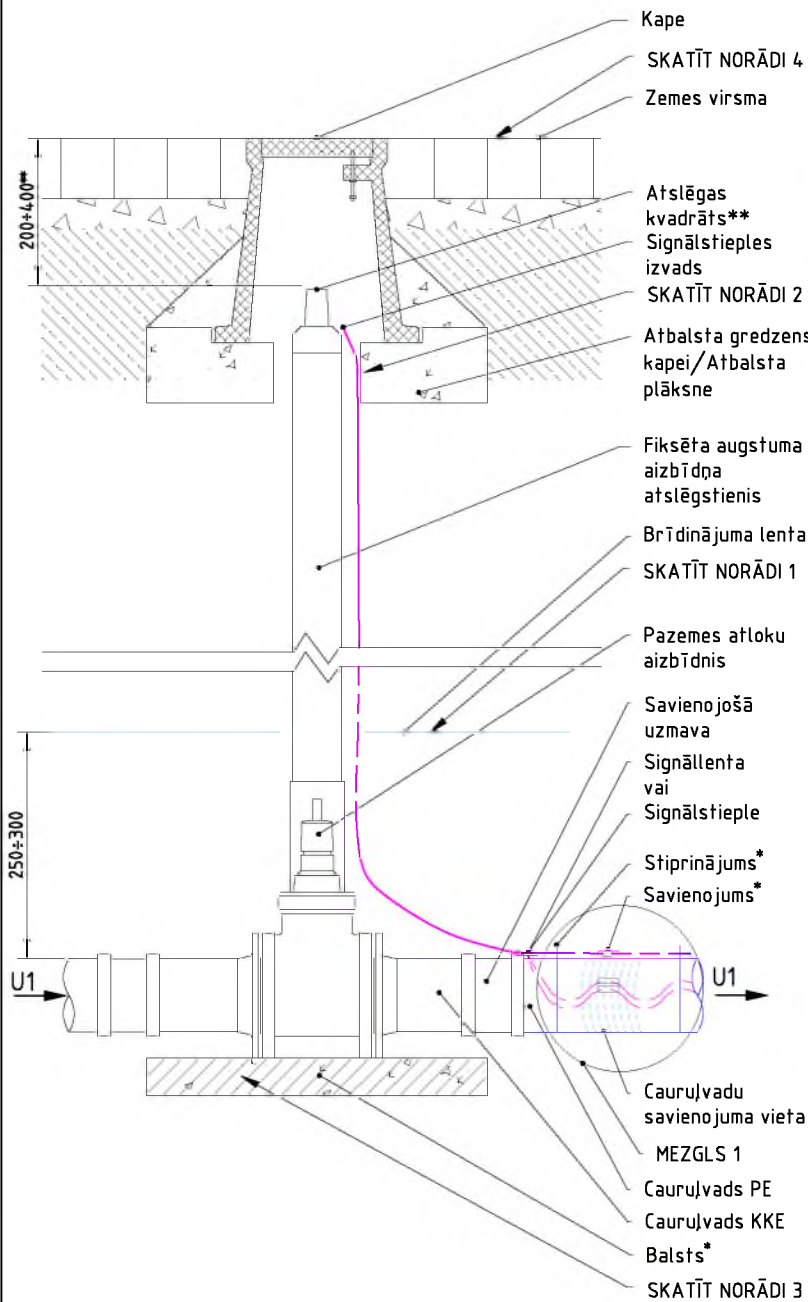 Kape
SKATĪT NORĀDI 4
Zemes virsma
200÷400**
Atslēgas
kvadrāts**
Signālstieples
izvads
SKATĪT NORĀDI 2
Atbalsta gredzens
kapei/Atbalsta
plāksne
Fiksēta augstuma
aizbīdņa
atslēgstienis
Brīdinājuma lenta
SKATĪT NORĀDI 1
Pazemes atloku
aizbīdnis
Savienojošā
uzmava
Signāllenta
vai
Signālstieple
250÷300
Stiprinājums*
Savienojums*
U1
U1
Cauruļvadu
savienojuma vieta
MEZGLS 1
Cauruļvads PE
Cauruļvads KKE
Balsts*
SKATĪT NORĀDI 3